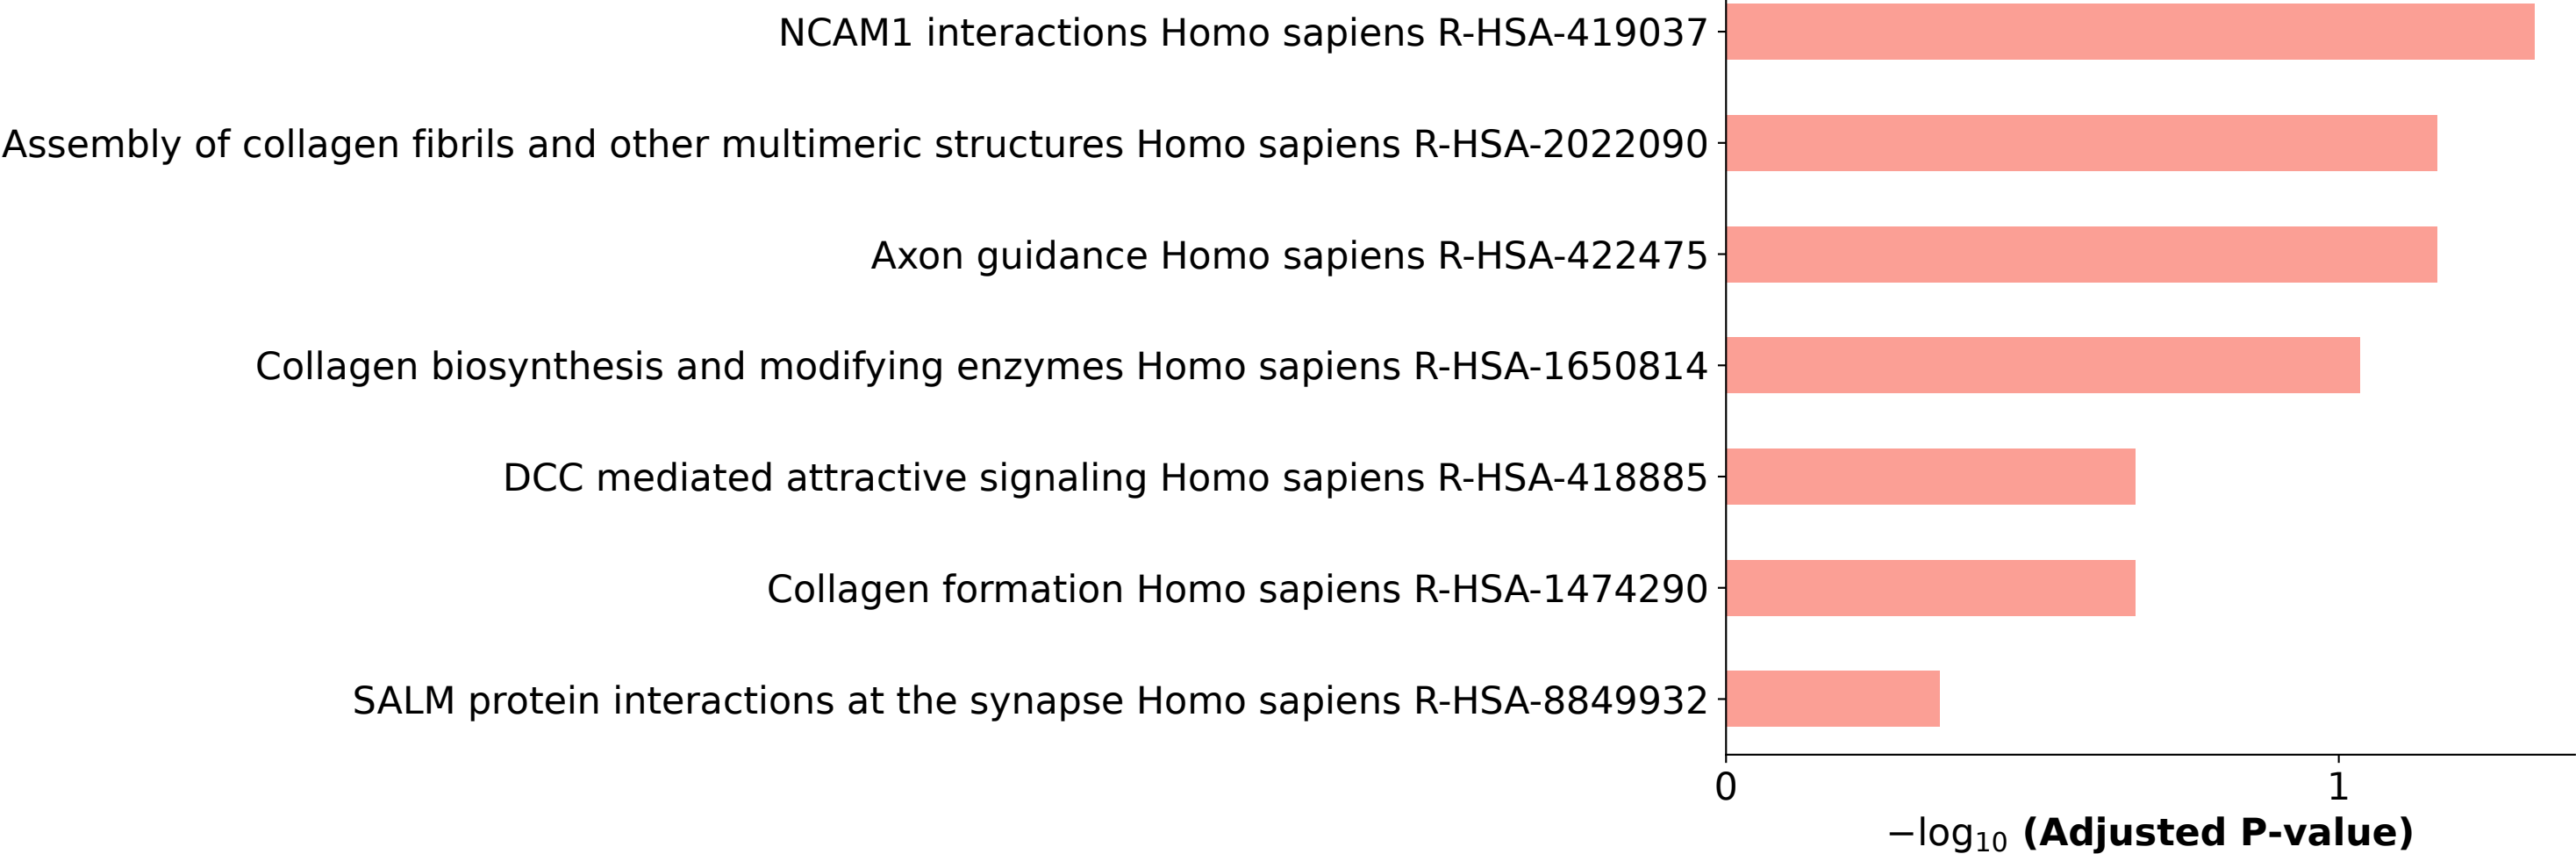 NCAM1 interactions Homo sapiens R-HSA-419037
Assembly of collagen fibrils and other multimeric structures Homo sapiens R-HSA-2022090
Axon guidance Homo sapiens R-HSA-422475
Collagen biosynthesis and modifying enzymes Homo sapiens R-HSA-1650814
DCC mediated attractive signaling Homo sapiens R-HSA-418885
Collagen formation Homo sapiens R-HSA-1474290
SALM protein interactions at the synapse Homo sapiens R-HSA-8849932
0 1
−log₁₀ (Adjusted P-value)